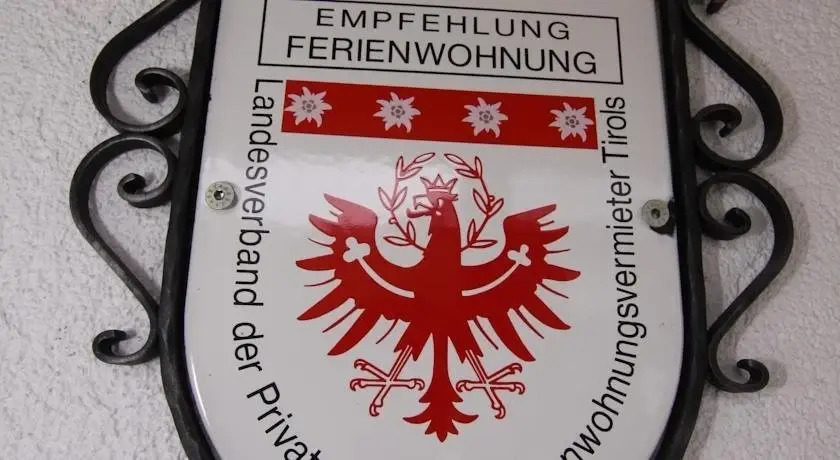 EMPFEHLUNG
FERIENWOHNUNG
Landesverband der Privat
nwohnungsvermieter Tirols